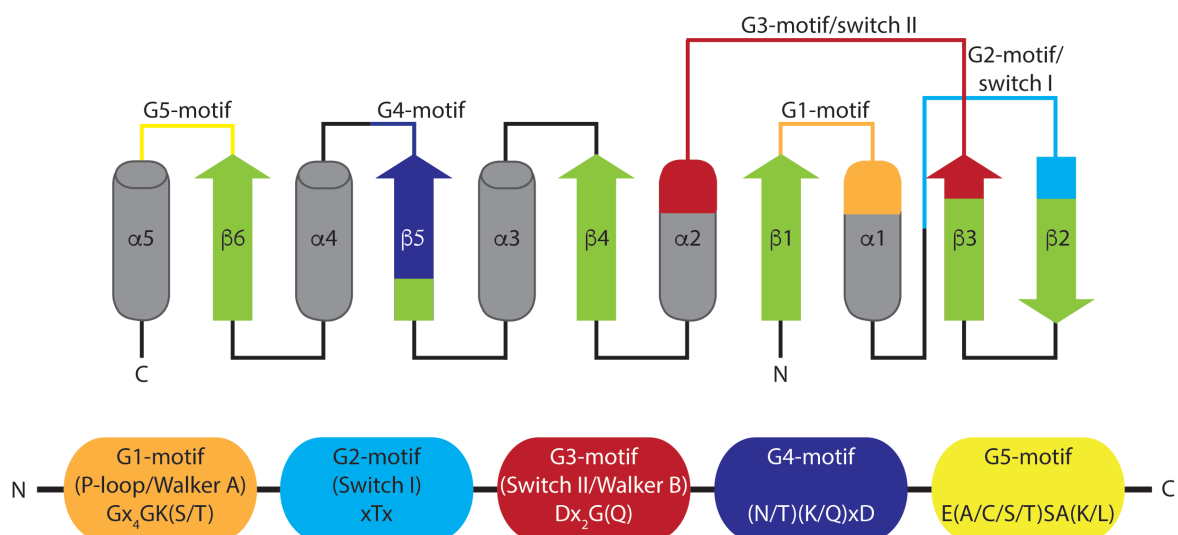 G3-motif/switch II
G2-motif/
switch I
G5-motif
G4-motif
G1-motif
α5
β6
α4
β5
α3
β4
α2
β1
α1
β3
β2
C
N
N
G1-motif
(P-loop/Walker A)
Gx₄GK(S/T)
G2-motif
(Switch I)
xTx
G3-motif
(Switch II/Walker B)
Dx₂G(Q)
G4-motif
(N/T)(K/Q)xD
G5-motif
E(A/C/S/T)SA(K/L)
C